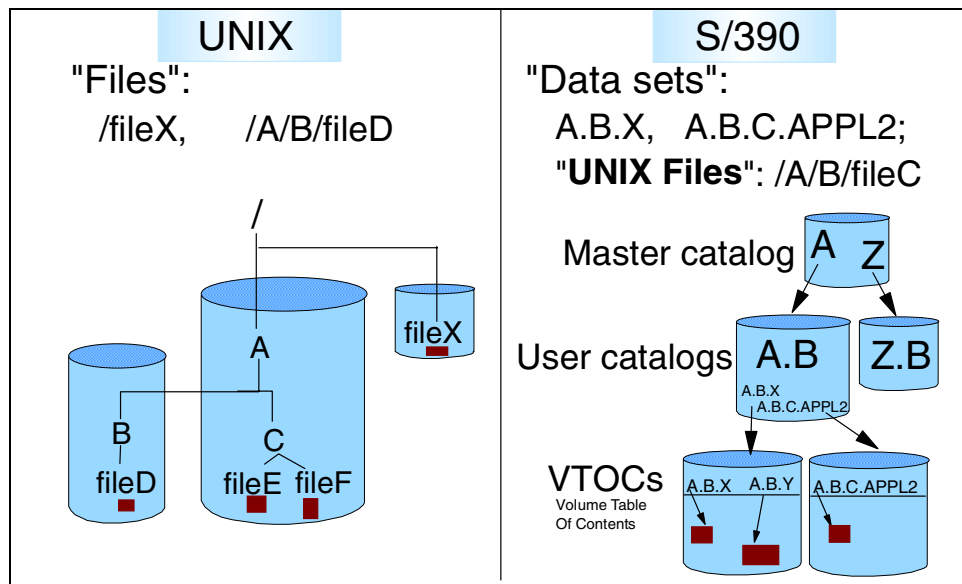 UNIX
"Files":
/fileX, /A/B/fileD
/
fileX
A
B
C
fileD
fileE
fileF
S/390
"Data sets":
A.B.X, A.B.C.APPL2;
"UNIX Files": /A/B/fileC
Master catalog
A
Z
User catalogs
A.B
Z.B
A.B.X
A.B.C.APPL2
VTOCs
Volume Table
Of Contents
A.B.X
A.B.Y
A.B.C.APPL2